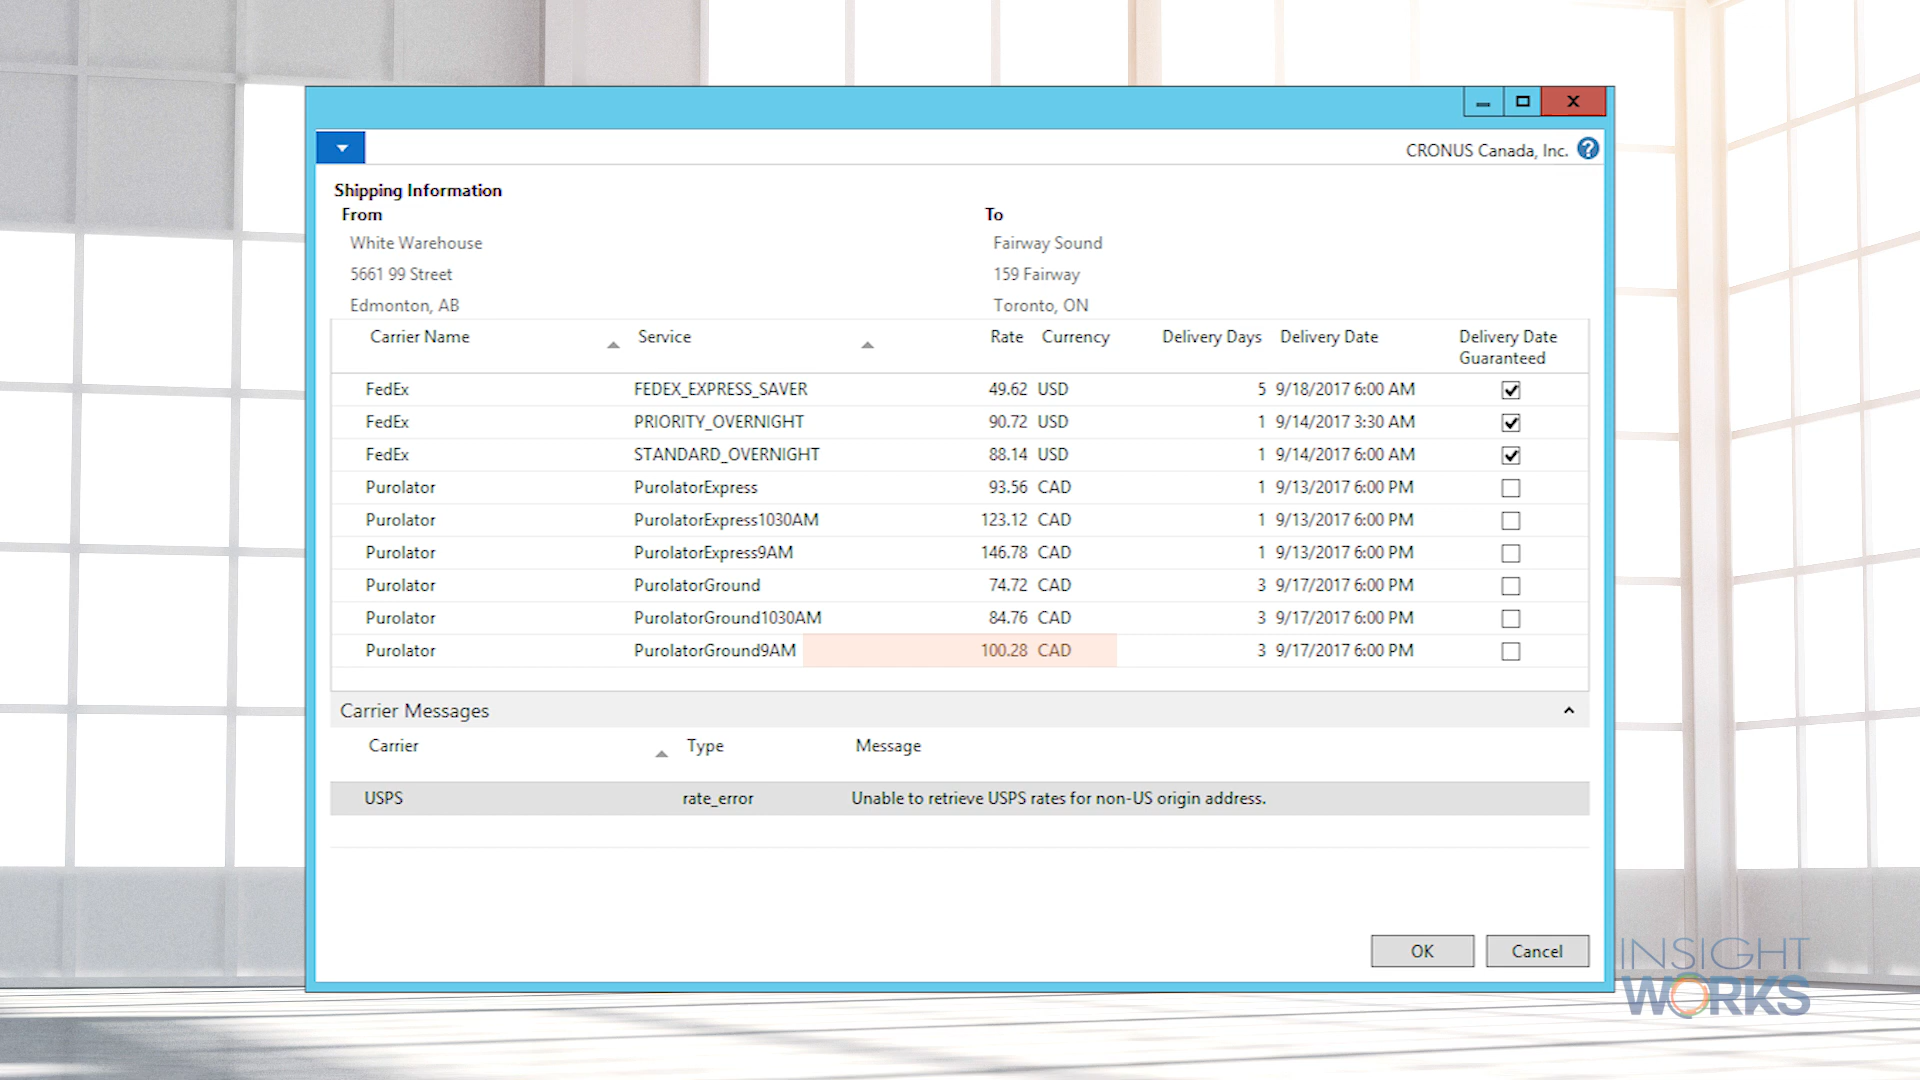 CRONUS Canada, Inc. ?
Shipping Information
From To
White Warehouse Fairway Sound
5661 99 Street 159 Fairway
Edmonton, AB Toronto, ON
Carrier Name Service Rate Currency Delivery Days Delivery Date Delivery Date Guaranteed
FedEx FEDEX_EXPRESS_SAVER 49.62 USD 5 9/18/2017 6:00 AM
FedEx PRIORITY_OVERNIGHT 90.72 USD 1 9/14/2017 3:30 AM
FedEx STANDARD_OVERNIGHT 88.14 USD 1 9/14/2017 6:00 AM
Purolator PurolatorExpress 93.56 CAD 1 9/13/2017 6:00 PM
Purolator PurolatorExpress1030AM 123.12 CAD 1 9/13/2017 6:00 PM
Purolator PurolatorExpress9AM 146.78 CAD 1 9/13/2017 6:00 PM
Purolator PurolatorGround 74.72 CAD 3 9/17/2017 6:00 PM
Purolator PurolatorGround1030AM 84.76 CAD 3 9/17/2017 6:00 PM
Purolator PurolatorGround9AM 100.28 CAD 3 9/17/2017 6:00 PM
Carrier Messages
Carrier Type Message
USPS rate_error Unable to retrieve USPS rates for non-US origin address.
OK Cancel
INSIGHT
WORKS